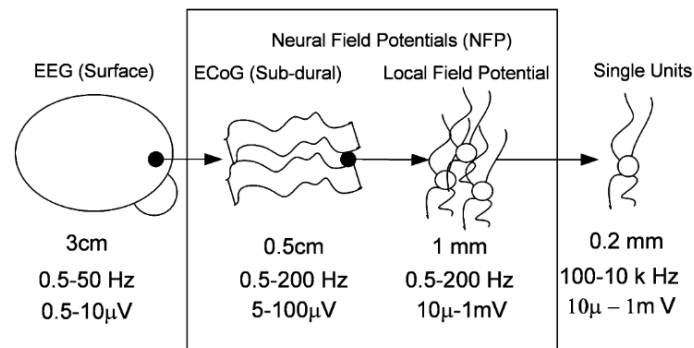 Neural Field Potentials (NFP)
EEG (Surface)
ECoG (Sub-dural)
Local Field Potential
Single Units
3cm
0.5cm
1 mm
0.2 mm
0.5-50 Hz
0.5-200 Hz
0.5-200 Hz
100-10 k Hz
0.5-10μV
5-100μV
10μ-1mV
10μ – 1m V